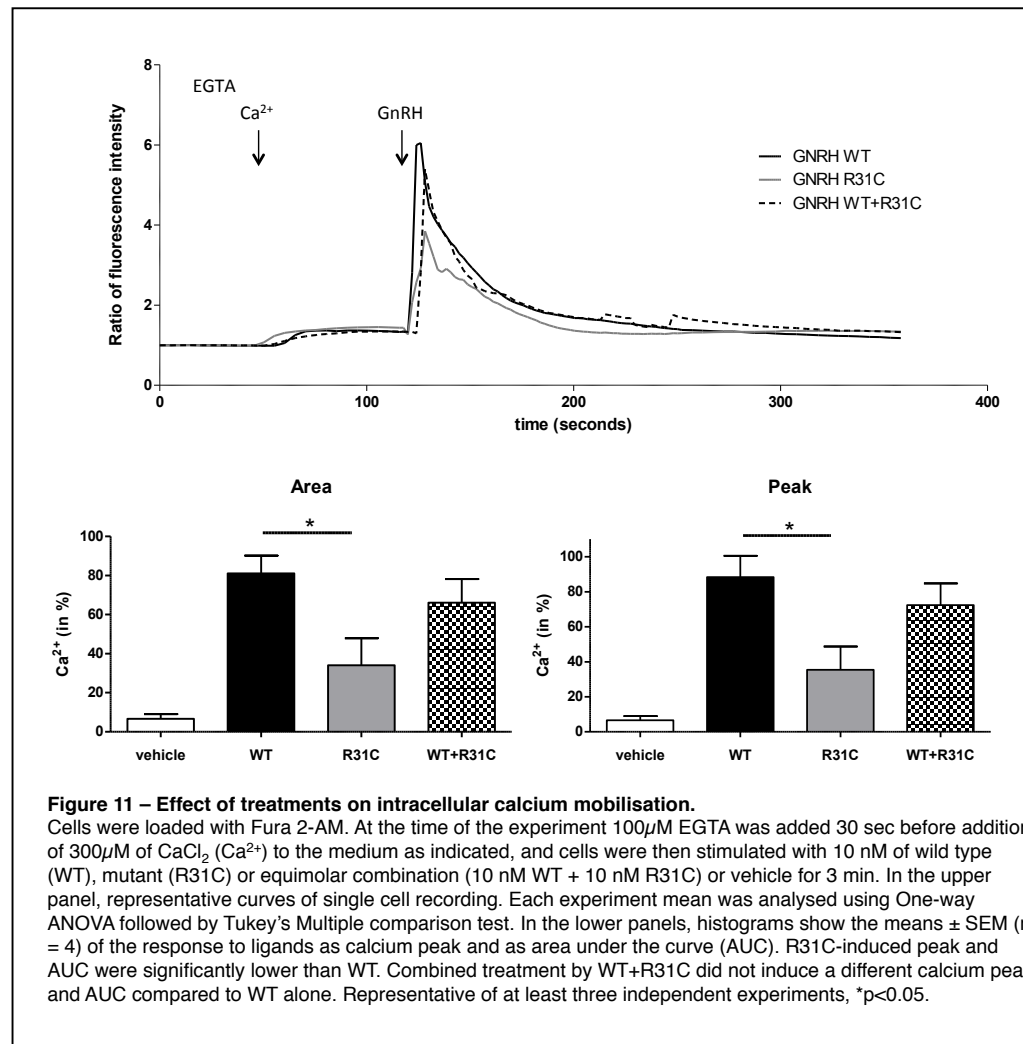 8
6
4
2
0
Ratio of fluorescence intensity
EGTA
Ca2+
GnRH
GNRH WT
GNRH R31C
GNRH WT+R31C
0 100 200 300 400
time (seconds)
Area
100
80
60
40
20
0
Ca2+ (in %)
*
vehicle WT R31C WT+R31C
Peak
100
80
60
40
20
0
Ca2+ (in %)
*
vehicle WT R31C WT+R31C
Figure 11 – Effect of treatments on intracellular calcium mobilisation.
Cells were loaded with Fura 2-AM. At the time of the experiment 100µM EGTA was added 30 sec before addition
of 300µM of CaCl2 (Ca2+) to the medium as indicated, and cells were then stimulated with 10 nM of wild type
(WT), mutant (R31C) or equimolar combination (10 nM WT + 10 nM R31C) or vehicle for 3 min. In the upper
panel, representative curves of single cell recording. Each experiment mean was analysed using One-way
ANOVA followed by Tukey's Multiple comparison test. In the lower panels, histograms show the means ± SEM (n
= 4) of the response to ligands as calcium peak and as area under the curve (AUC). R31C-induced peak and
AUC were significantly lower than WT. Combined treatment by WT+R31C did not induce a different calcium peak
and AUC compared to WT alone. Representative of at least three independent experiments, *p<0.05.